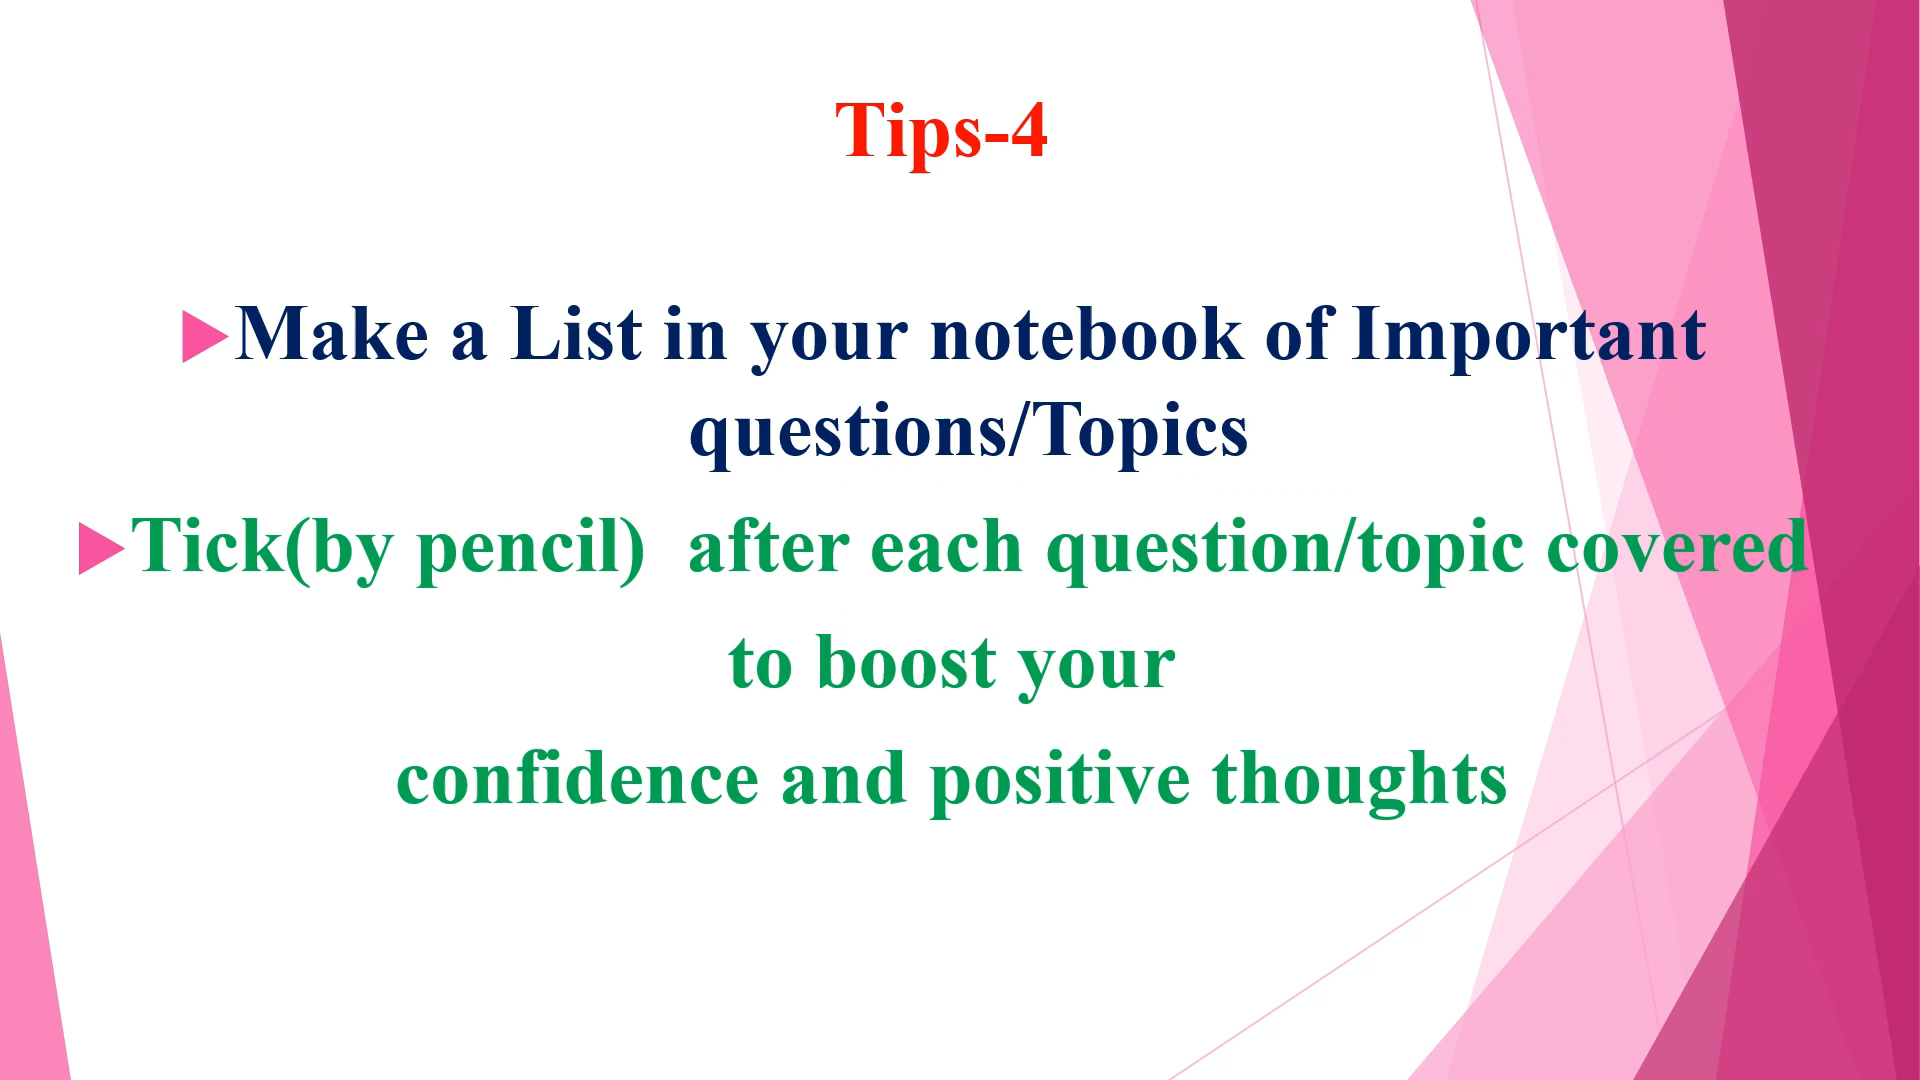 Tips-4
Make a List in your notebook of Important
questions/Topics
Tick(by pencil)  after each question/topic covered
to boost your
confidence and positive thoughts